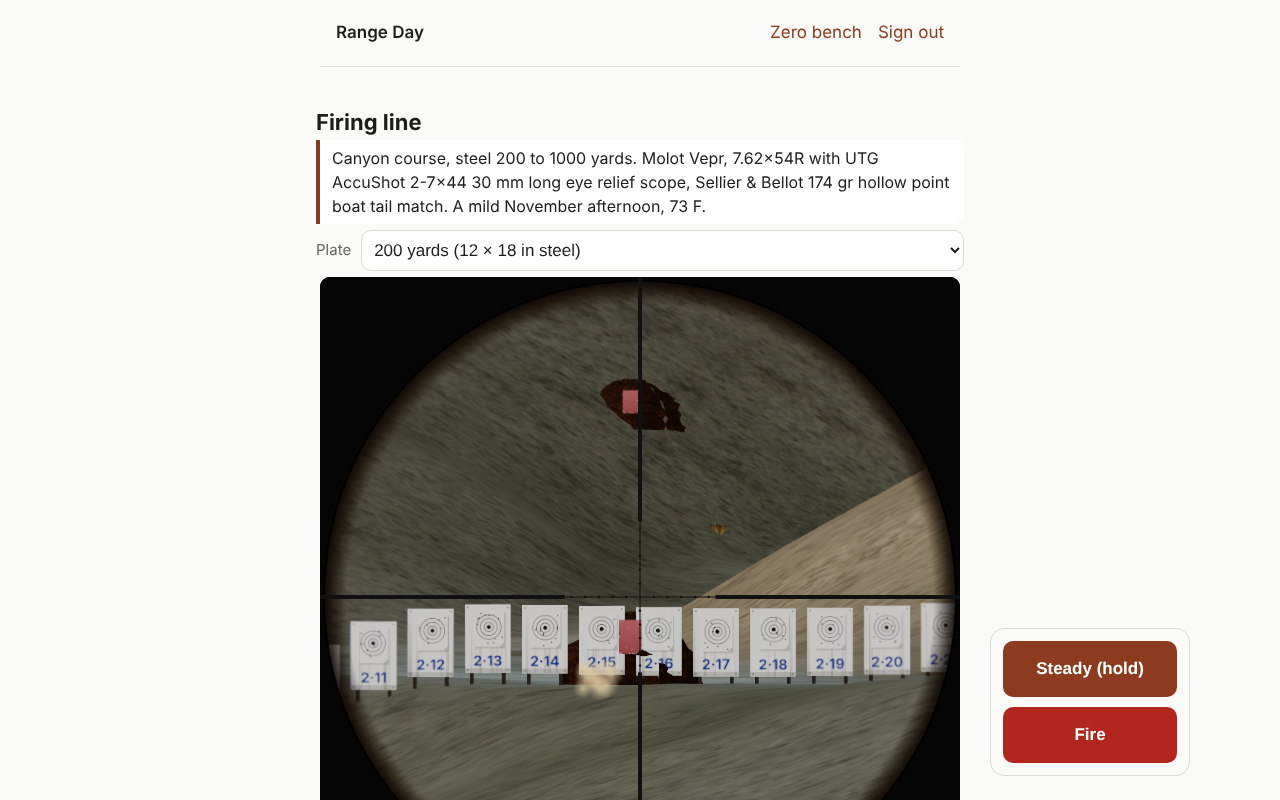 Range Day
Zero bench
Sign out
Firing line
Canyon course, steel 200 to 1000 yards. Molot Vepr, 7.62×54R with UTG
AccuShot 2-7×44 30 mm long eye relief scope, Sellier & Bellot 174 gr hollow point
boat tail match. A mild November afternoon, 73 F.
Plate
200 yards (12 × 18 in steel)
2·11
2·12
2·13
2·14
2·15
2·16
2·17
2·18
2·19
2·20
Steady (hold)
Fire